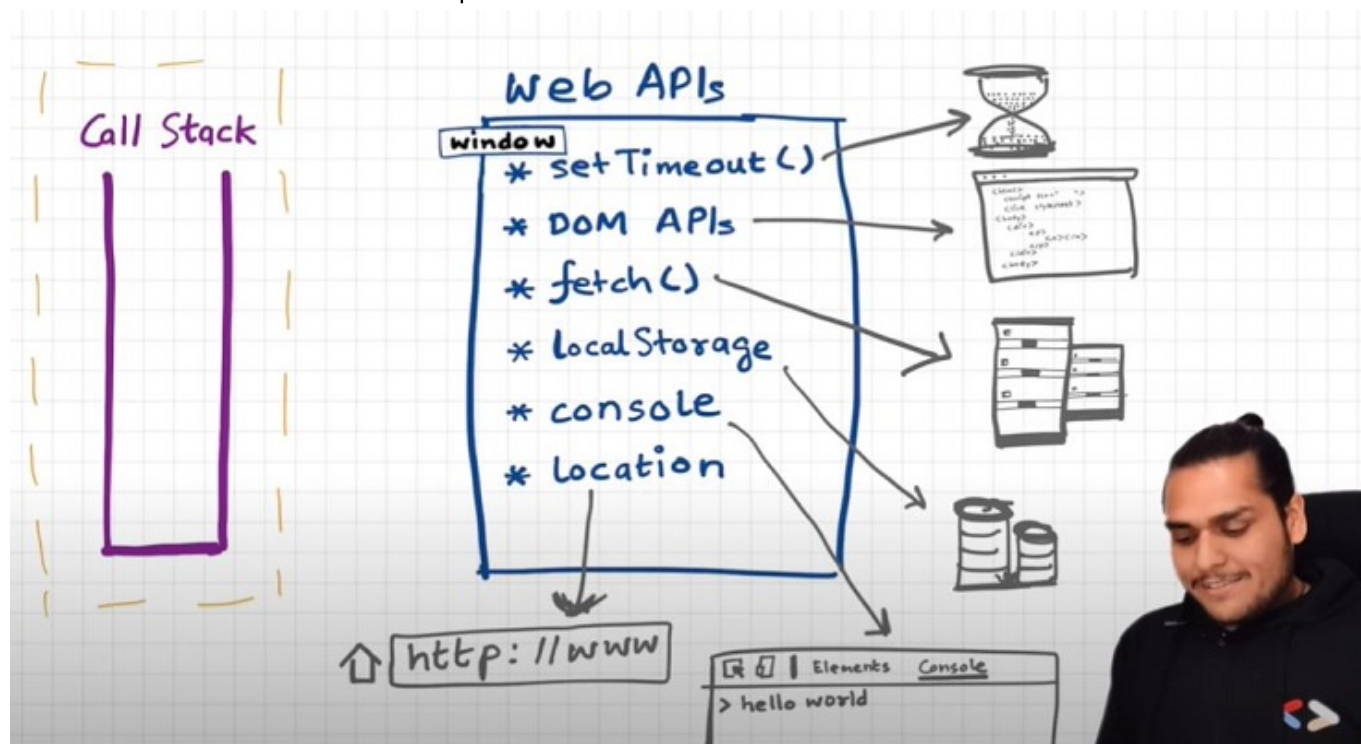 Call Stack
Web APIs
window
* setTimeout()
* DOM APIs
* fetch()
* localStorage
* console
* location
http://www
Elements Console
> hello world